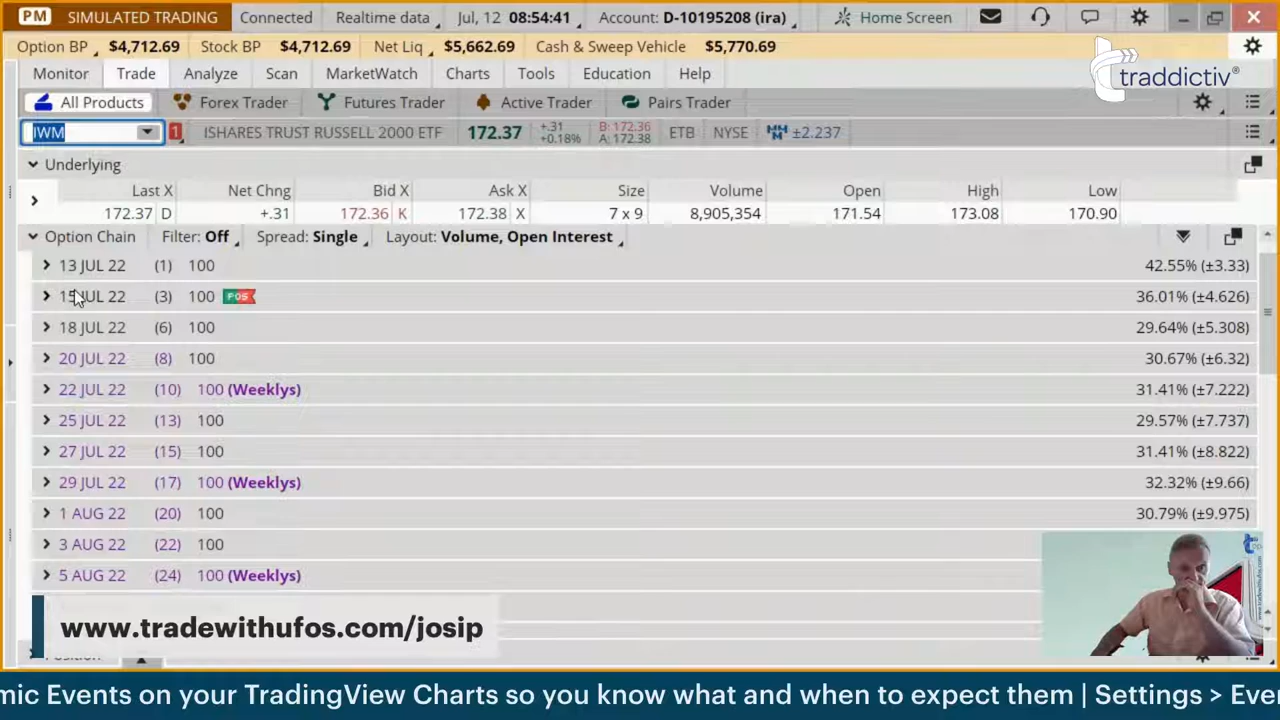 PM SIMULATED TRADING Connected Realtime data Jul, 12 08:54:41 Account: D-10195208 (ira) Home Screen
Option BP $4,712.69 Stock BP $4,712.69 Net Liq $5,662.69 Cash & Sweep Vehicle $5,770.69
traddictiv®
Monitor Trade Analyze Scan MarketWatch Charts Tools Education Help
All Products Forex Trader Futures Trader Active Trader Pairs Trader
IWM 1 ISHARES TRUST RUSSELL 2000 ETF 172.37 +.31 +0.18% B: 172.36 A: 172.38 ETB NYSE MM ±2.237
Underlying
Last X Net Chng Bid X Ask X Size Volume Open High Low
172.37 D +.31 172.36 K 172.38 X 7 x 9 8,905,354 171.54 173.08 170.90
Option Chain Filter: Off Spread: Single Layout: Volume, Open Interest
13 JUL 22 (1) 100 42.55% (±3.33)
15 JUL 22 (3) 100 POS 36.01% (±4.626)
18 JUL 22 (6) 100 29.64% (±5.308)
20 JUL 22 (8) 100 30.67% (±6.32)
22 JUL 22 (10) 100 (Weeklys) 31.41% (±7.222)
25 JUL 22 (13) 100 29.57% (±7.737)
27 JUL 22 (15) 100 31.41% (±8.822)
29 JUL 22 (17) 100 (Weeklys) 32.32% (±9.66)
1 AUG 22 (20) 100 30.79% (±9.975)
3 AUG 22 (22) 100
5 AUG 22 (24) 100 (Weeklys)
www.tradewithufos.com/josip
mic Events on your TradingView Charts so you know what and when to expect them | Settings > Eve